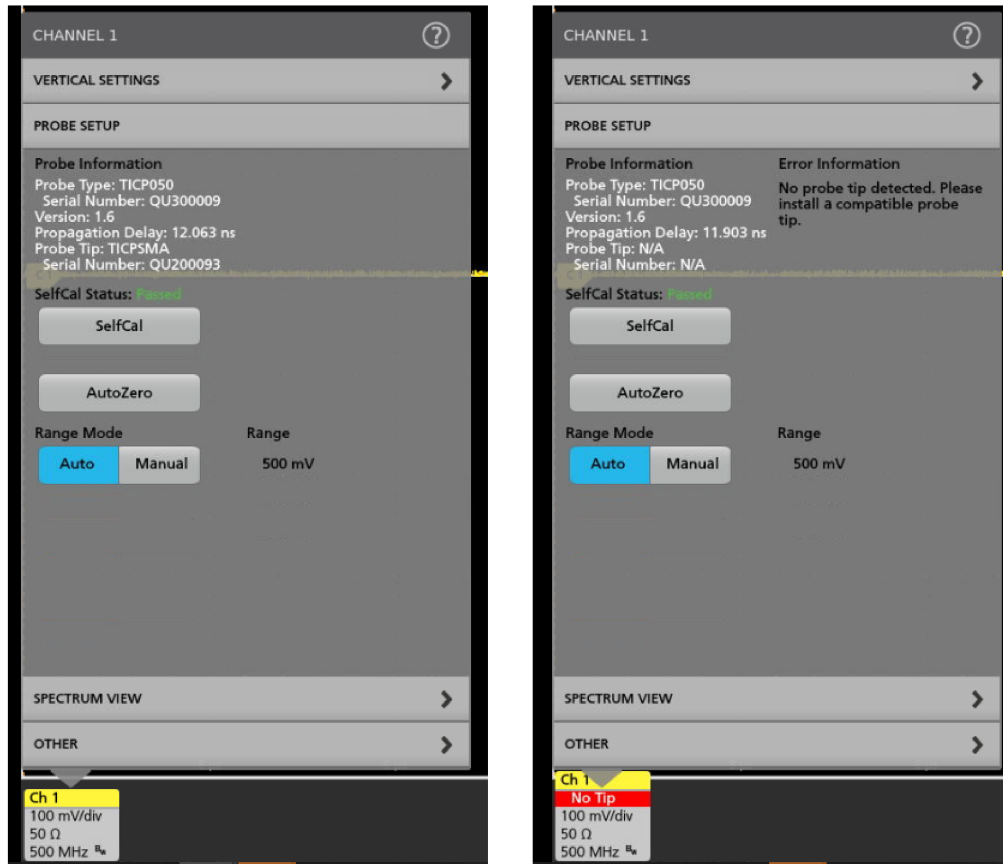 CHANNEL 1
?
VERTICAL SETTINGS
PROBE SETUP
Probe Information
Probe Type: TICP050
Serial Number: QU300009
Version: 1.6
Propagation Delay: 12.063 ns
Probe Tip: TICPSMA
Serial Number: QU200093
SelfCal Status: Passed
SelfCal
AutoZero
Range Mode
Range
Auto
Manual
500 mV
SPECTRUM VIEW
OTHER
Ch 1
100 mV/div
50 Ω
500 MHz Bw
CHANNEL 1
?
VERTICAL SETTINGS
PROBE SETUP
Probe Information
Probe Type: TICP050
Serial Number: QU300009
Version: 1.6
Propagation Delay: 11.903 ns
Probe Tip: N/A
Serial Number: N/A
Error Information
No probe tip detected. Please
install a compatible probe
tip.
SelfCal Status: Passed
SelfCal
AutoZero
Range Mode
Range
Auto
Manual
500 mV
SPECTRUM VIEW
OTHER
Ch 1
No Tip
100 mV/div
50 Ω
500 MHz Bw